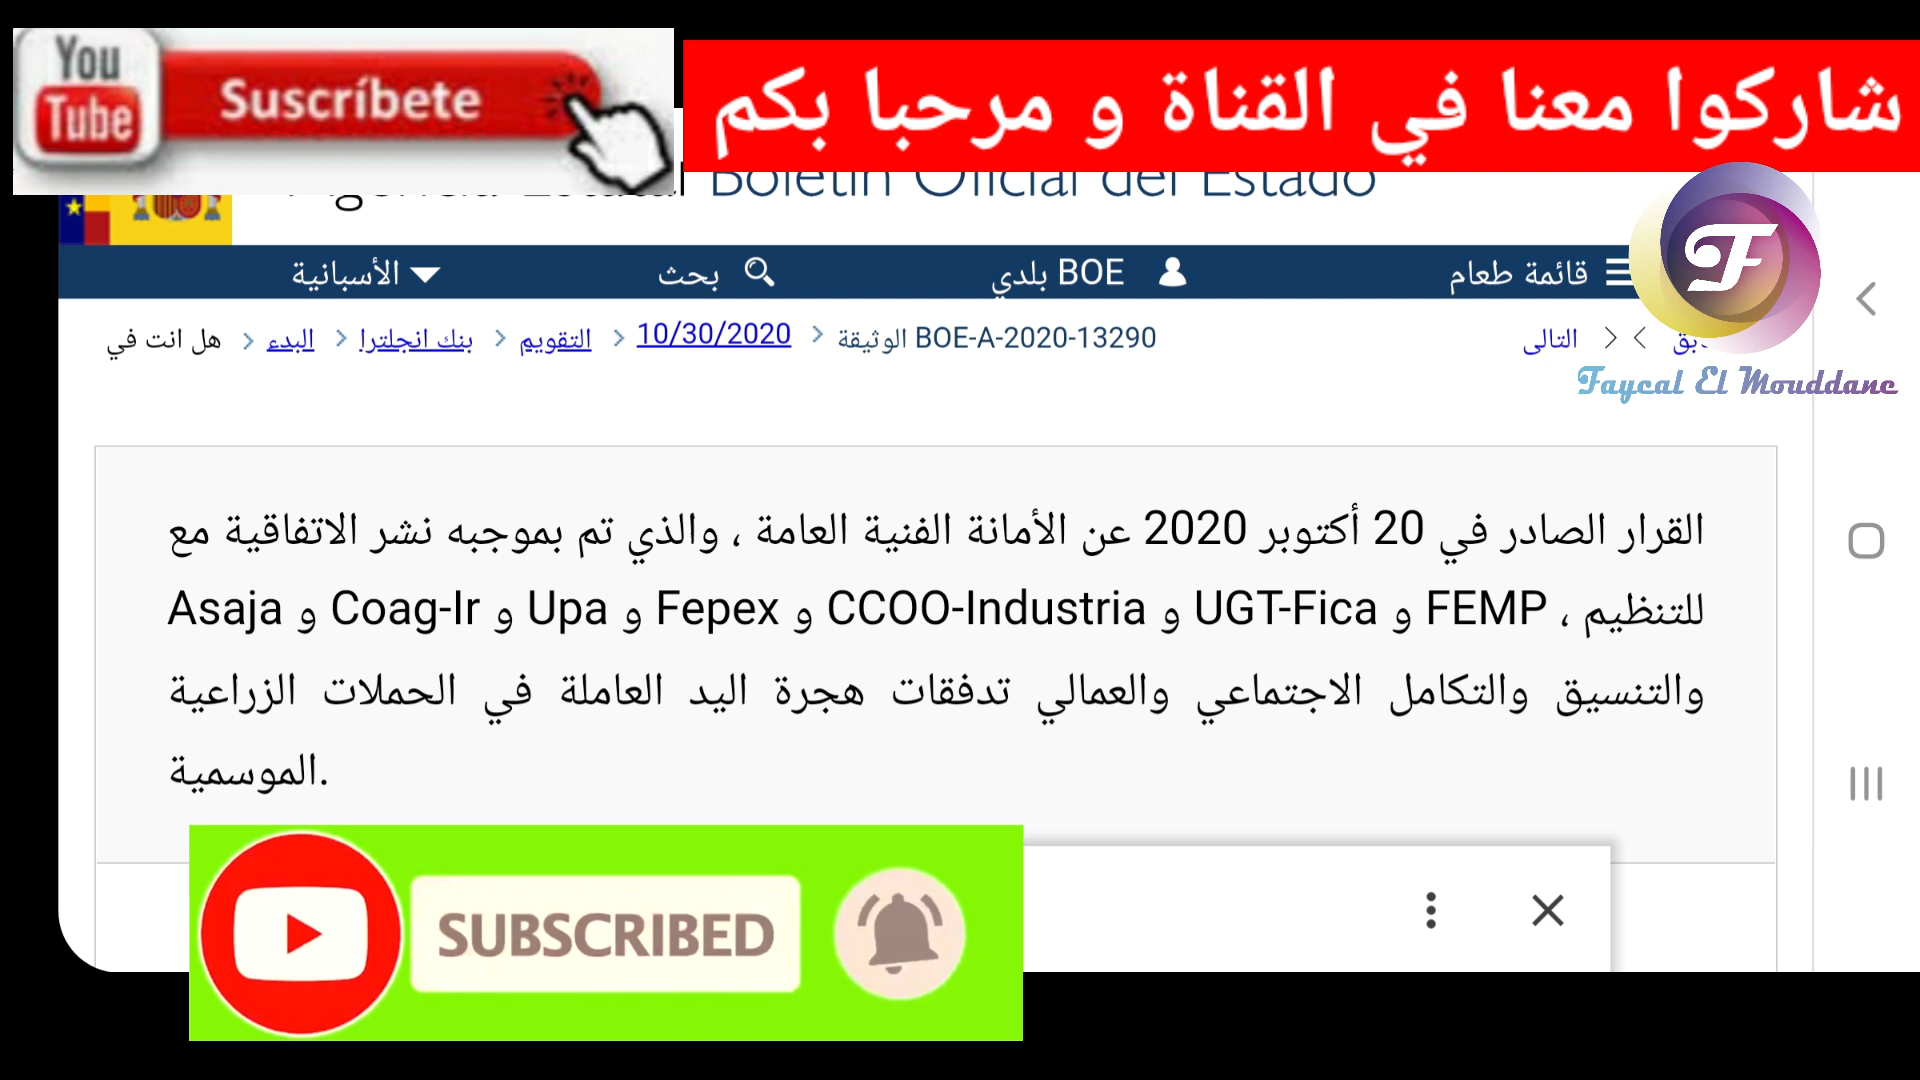 You
Tube
Suscríbete
شاركوا معنا في القناة و مرحبا بكم
Boletín Oficial del Estado
F
Faycal El Mouddane
قائمة طعام
BOE بلدي
بحث
الأسبانية
هل انت في > البدء > بنك انجلترا > التقويم > 10/30/2020 > الوثيقة BOE-A-2020-13290
التالى
القرار الصادر في 20 أكتوبر 2020 عن الأمانة الفنية العامة ، والذي تم بموجبه نشر الاتفاقية مع
Asaja و Coag-Ir و Upa و Fepex و CCOO-Industria و UGT-Fica و FEMP ، للتنظيم
والتنسيق والتكامل الاجتماعي والعمالي تدفقات هجرة اليد العاملة في الحملات الزراعية
الموسمية.
SUBSCRIBED